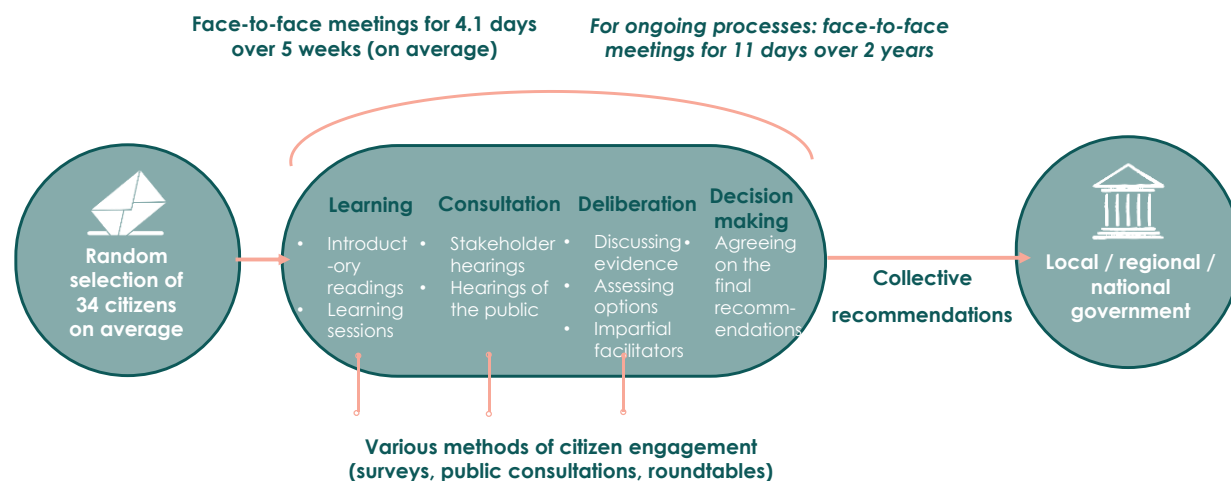 Face-to-face meetings for 4.1 days
over 5 weeks (on average)
For ongoing processes: face-to-face
meetings for 11 days over 2 years
Random
selection of
34 citizens
on average
Learning
• Introduct
-ory
readings
• Learning
sessions
Consultation
• Stakeholder
hearings
• Hearings of
the public
Deliberation
• Discussing
evidence
• Assessing
options
• Impartial
facilitators
Decision
making
• Agreeing
on the
final
recomm-
endations
Collective
recommendations
Local / regional /
national
government
Various methods of citizen engagement
(surveys, public consultations, roundtables)